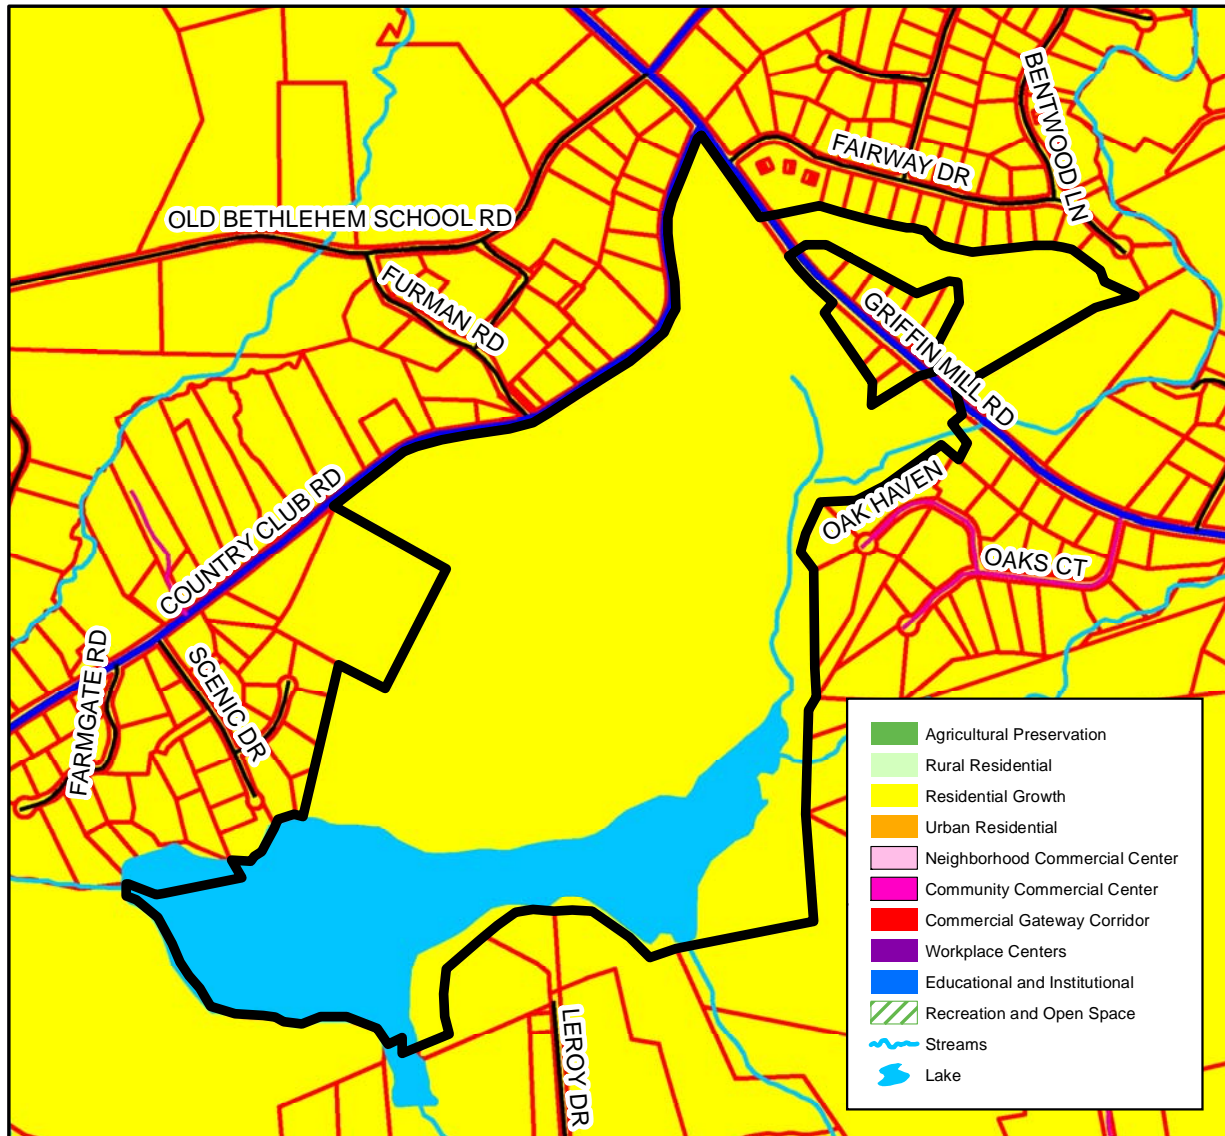 BENTWOOD LN
FAIRWAY DR
OLD BETHLEHEM SCHOOL RD
FURMAN RD
GRIFFIN MILL RD
COUNTRY CLUB RD
OAK HAVEN
OAKS CT
FARMGATE RD
SCENIC DR
LEROY DR
Agricultural Preservation
Rural Residential
Residential Growth
Urban Residential
Neighborhood Commercial Center
Community Commercial Center
Commercial Gateway Corridor
Workplace Centers
Educational and Institutional
Recreation and Open Space
Streams
Lake